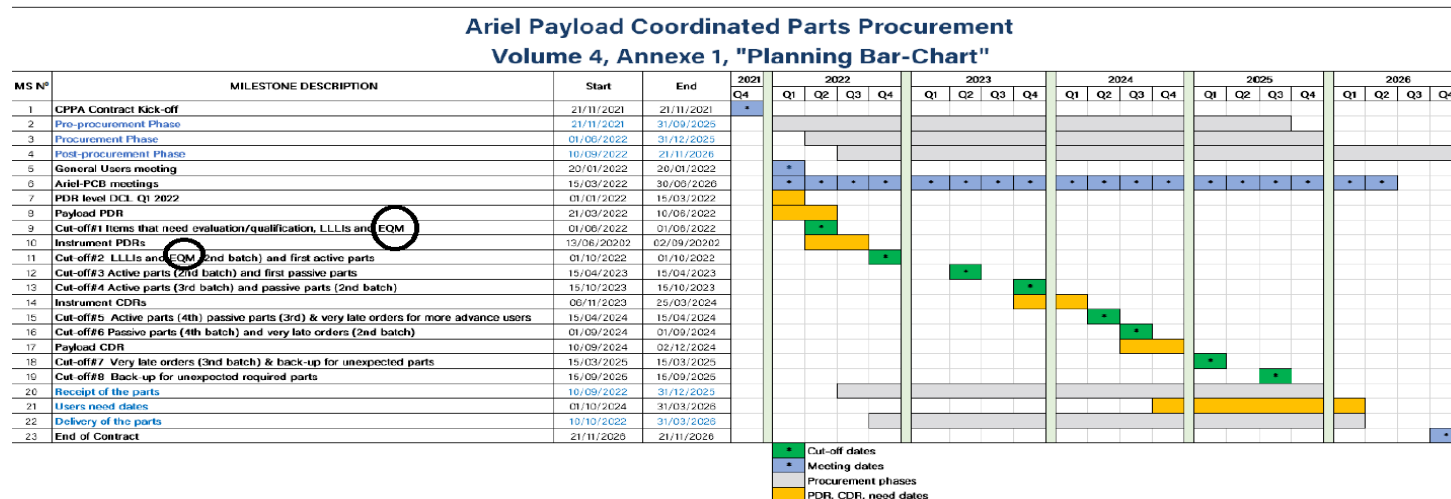 Ariel Payload Coordinated Parts Procurement
Volume 4, Annexe 1, "Planning Bar-Chart"
MS Nº MILESTONE DESCRIPTION Start End 2021 2022 2023 2024 2025 2026
Q4 Q1 Q2 Q3 Q4 Q1 Q2 Q3 Q4 Q1 Q2 Q3 Q4 Q1 Q2 Q3 Q4 Q1 Q2 Q3 Q4
1 CPPA Contract Kick-off 21/11/2021 21/11/2021 *
2 Pre-procurement Phase 21/11/2021 31/09/2025
3 Procurement Phase 01/06/2022 31/12/2025
4 Post-procurement Phase 10/09/2022 21/11/2026
5 General Users meeting 20/01/2022 20/01/2022 *
6 Ariel-PCB meetings 15/03/2022 30/06/2026 * * * * * * * * * * * * * * * * * *
7 PDR level DCL Q1 2022 01/01/2022 15/03/2022
8 Payload PDR 21/03/2022 10/06/2022
9 Cut-off#1 Items that need evaluation/qualification, LLLIs and EQM 01/06/2022 01/06/2022 *
10 Instrument PDRs 13/06/20202 02/09/20202
11 Cut-off#2 LLLIs and EQM (2nd batch) and first active parts 01/10/2022 01/10/2022 *
12 Cut-off#3 Active parts (2nd batch) and first passive parts 15/04/2023 15/04/2023 *
13 Cut-off#4 Active parts (3rd batch) and passive parts (2nd batch) 15/10/2023 15/10/2023 *
14 Instrument CDRs 06/11/2023 25/03/2024
15 Cut-off#5 Active parts (4th) passive parts (3rd) & very late orders for more advance users 15/04/2024 15/04/2024 *
16 Cut-off#6 Passive parts (4th batch) and very late orders (2nd batch) 01/09/2024 01/09/2024 *
17 Payload CDR 10/09/2024 02/12/2024
18 Cut-off#7 Very late orders (3nd batch) & back-up for unexpected parts 15/03/2025 15/03/2025 *
19 Cut-off#8 Back-up for unexpected required parts 15/09/2025 15/09/2025 *
20 Receipt of the parts 10/09/2022 31/12/2025
21 Users need dates 01/10/2024 31/03/2026
22 Delivery of the parts 10/10/2022 31/03/2026
23 End of Contract 21/11/2026 21/11/2026 *
* Cut-off dates
* Meeting dates
Procurement phases
PDR, CDR, need dates